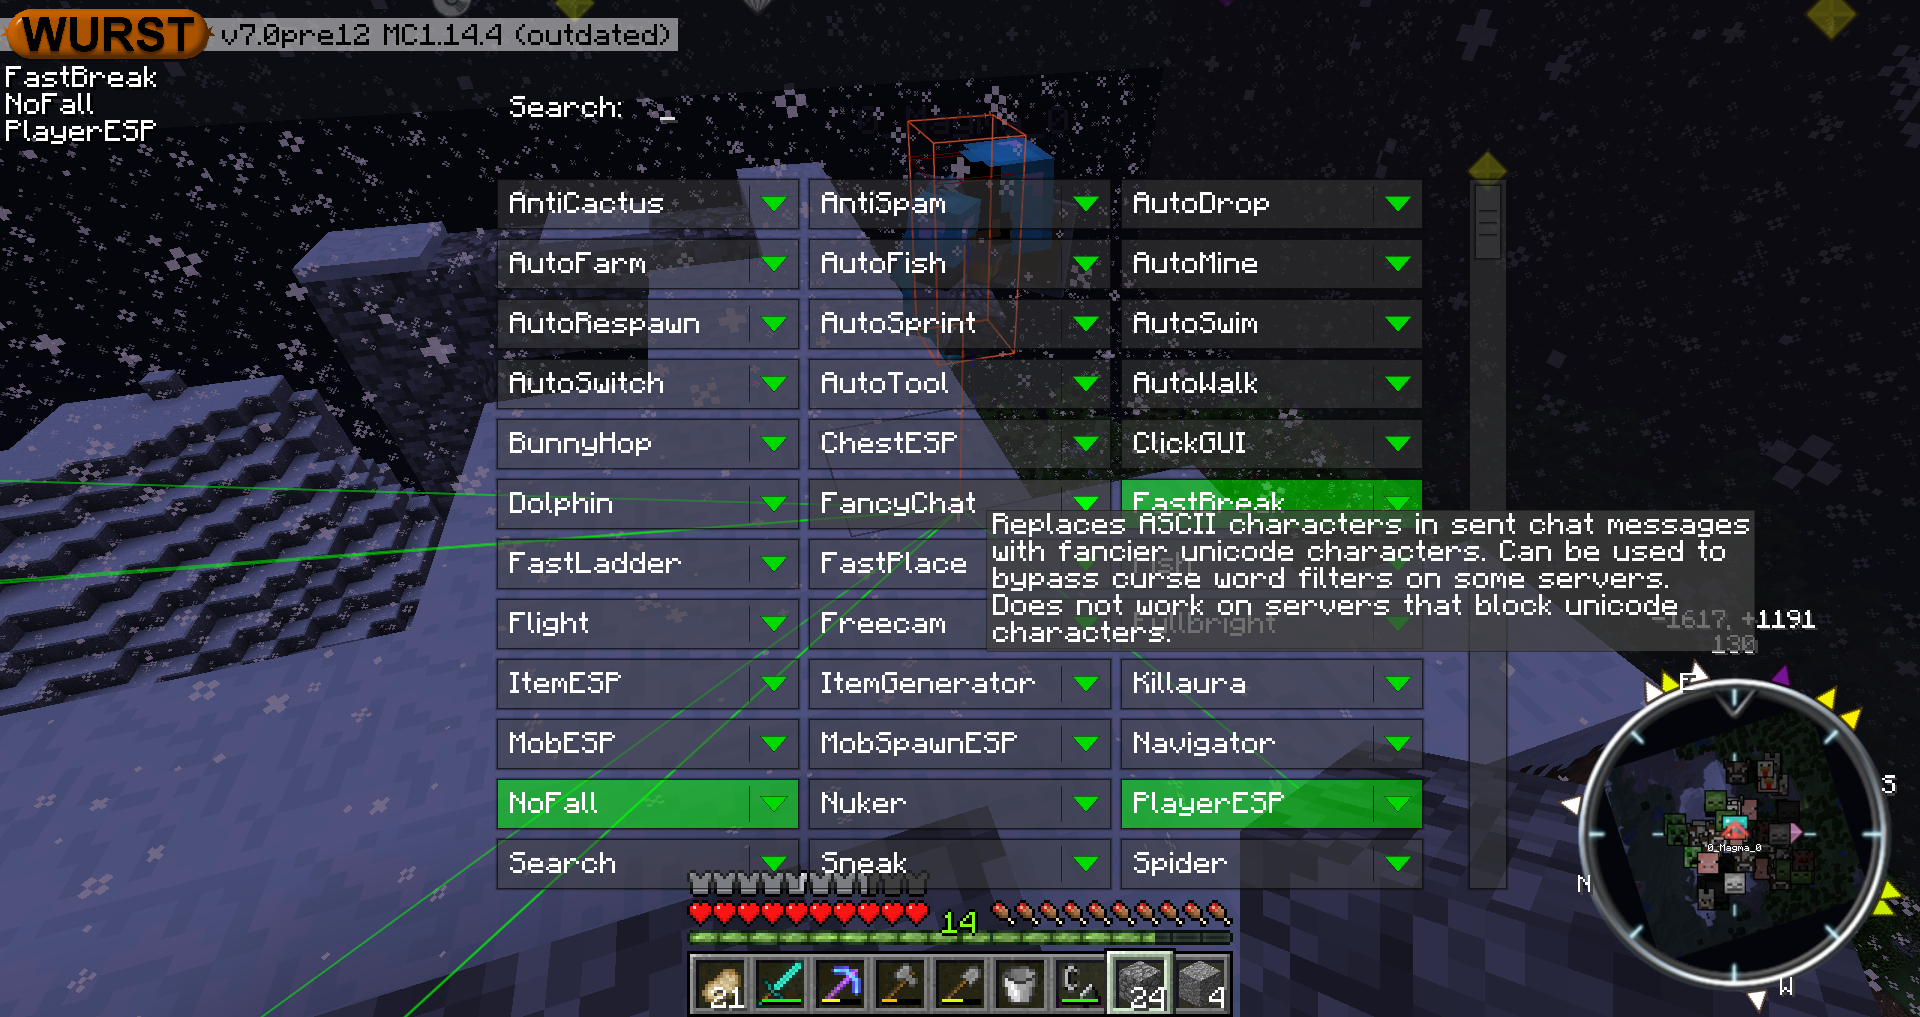 WURST v7.0pre12 MC1.14.4 (outdated)
FastBreak
NoFall
PlayerESP
Search: _
AntiCactus AntiSpam AutoDrop
AutoFarm AutoFish AutoMine
AutoRespawn AutoSprint AutoSwim
AutoSwitch AutoTool AutoWalk
BunnyHop ChestESP ClickGUI
Dolphin FancyChat FastBreak
Replaces ASCII characters in sent chat messages
with fancier unicode characters. Can be used to
bypass curse word filters on some servers.
Does not work on servers that block unicode
characters.
FastLadder FastPlace
Flight Freecam Fullbright
-1617, +1191
130
ItemESP ItemGenerator Killaura
MobESP MobSpawnESP Navigator
NoFall Nuker PlayerESP
Search Sneak Spider
E
S
N
W
0_Magma_0
14
21
24
4